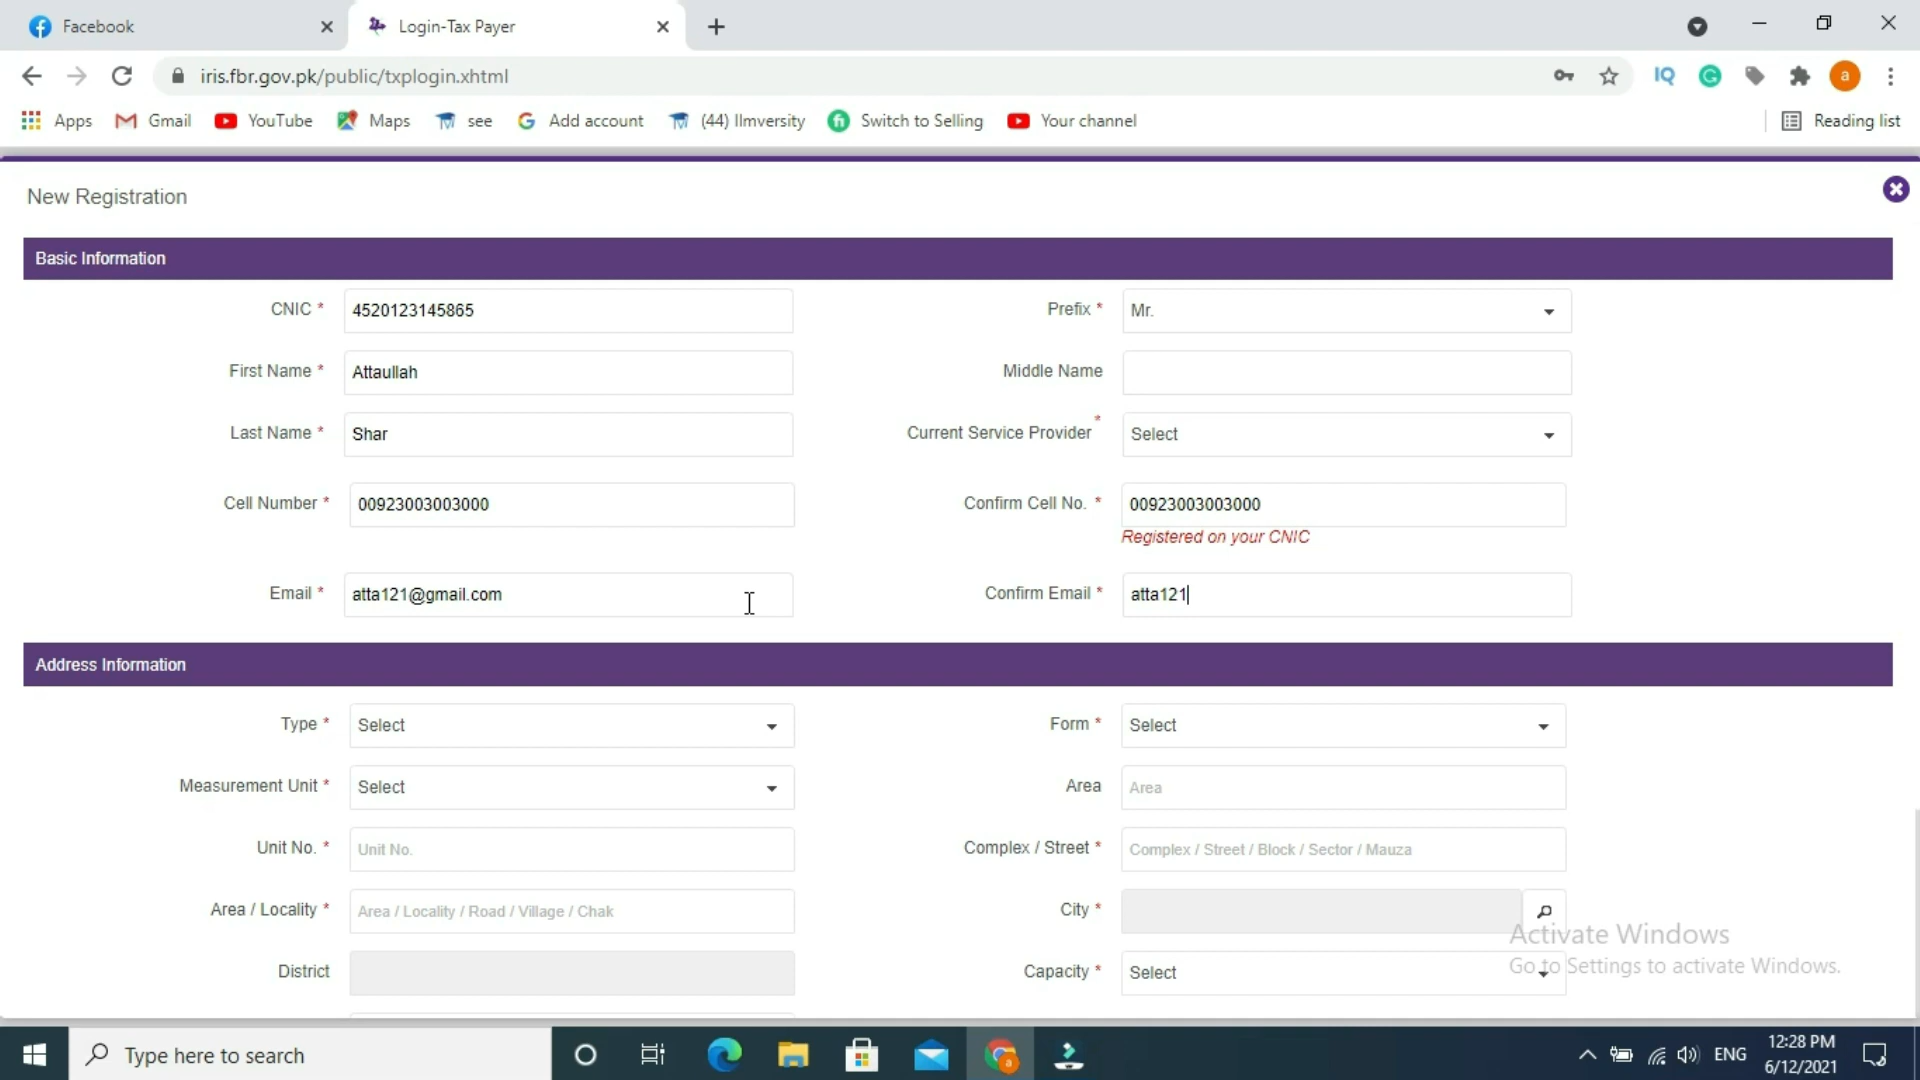 Facebook
Login-Tax Payer
iris.fbr.gov.pk/public/txplogin.xhtml
IQ
a
Apps
Gmail
YouTube
Maps
see
Add account
(44) Ilmversity
Switch to Selling
Your channel
Reading list
New Registration
Basic Information
CNIC * 4520123145865
Prefix * Mr.
First Name * Attaullah
Middle Name
Last Name * Shar
Current Service Provider * Select
Cell Number * 00923003003000
Confirm Cell No. * 00923003003000
Registered on your CNIC
Email * atta121@gmail.com
Confirm Email * atta121
Address Information
Type * Select
Form * Select
Measurement Unit * Select
Area Area
Unit No. * Unit No.
Complex / Street * Complex / Street / Block / Sector / Mauza
Area / Locality * Area / Locality / Road / Village / Chak
City *
District
Capacity * Select
Activate Windows
Go to Settings to activate Windows.
Type here to search
ENG
12:28 PM
6/12/2021